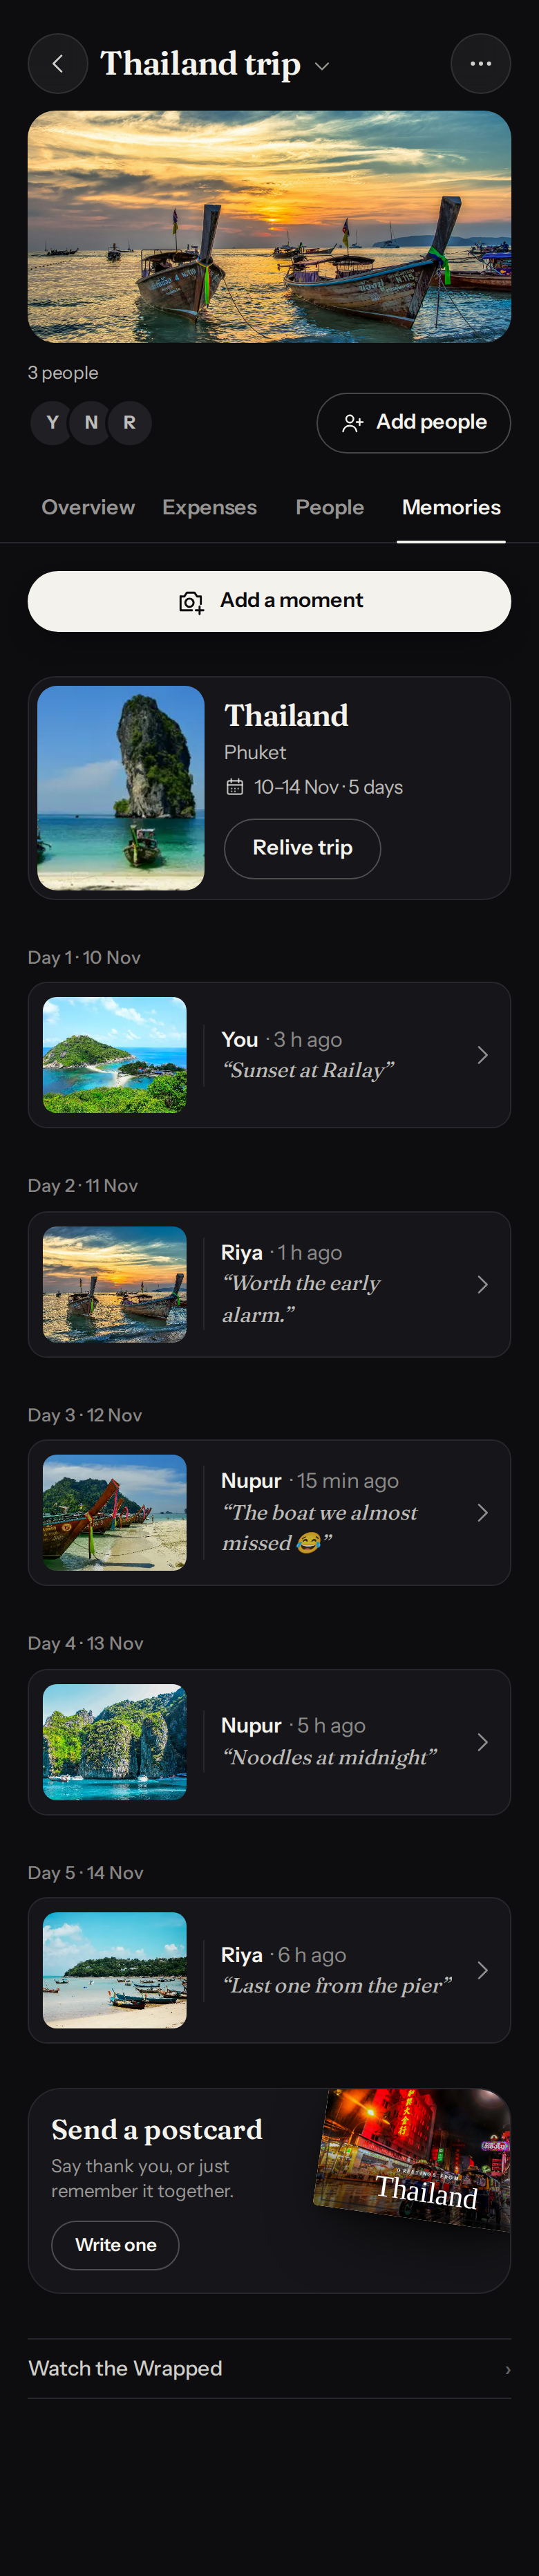 Thailand trip
3 people
Y N R
Add people
Overview Expenses People Memories
Add a moment
Thailand
Phuket
10–14 Nov · 5 days
Relive trip
Day 1 · 10 Nov
You · 3 h ago
“Sunset at Railay”
Day 2 · 11 Nov
Riya · 1 h ago
“Worth the early
alarm.”
Day 3 · 12 Nov
Nupur · 15 min ago
“The boat we almost
missed 😂”
Day 4 · 13 Nov
Nupur · 5 h ago
“Noodles at midnight”
Day 5 · 14 Nov
Riya · 6 h ago
“Last one from the pier”
Send a postcard
Say thank you, or just
remember it together.
Write one
GREETINGS FROM
Thailand
Watch the Wrapped